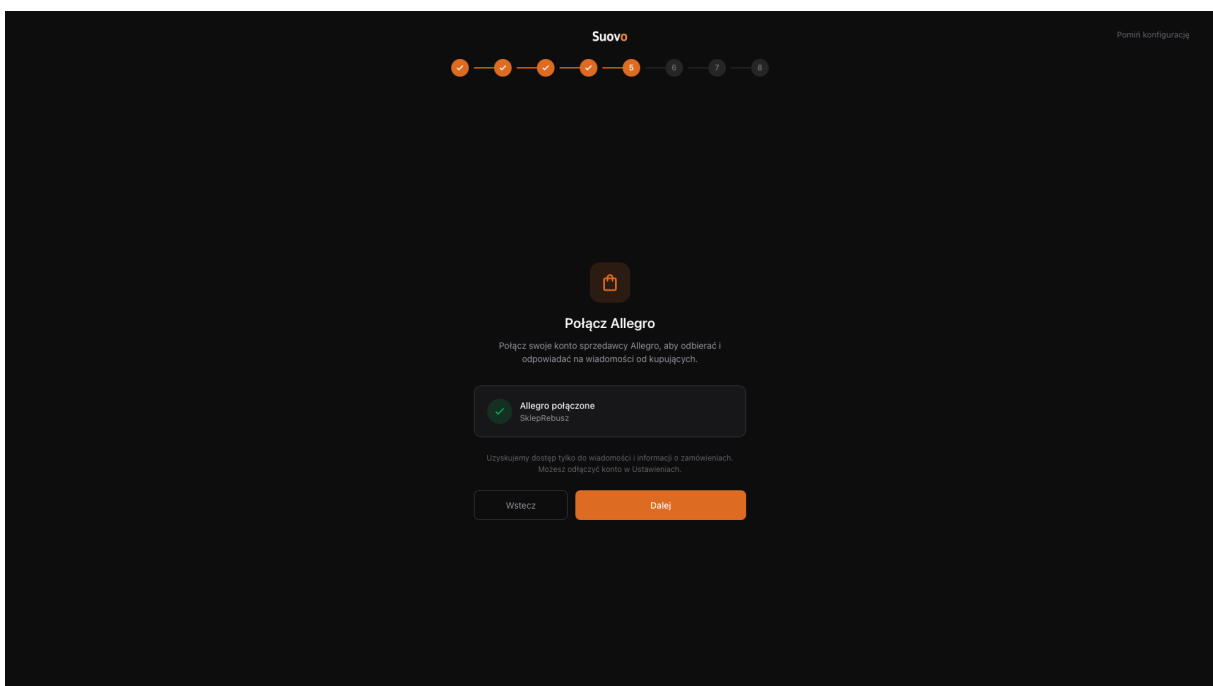 Suovo
Pomiń konfigurację
5 6 7 8
Połącz Allegro
Połącz swoje konto sprzedawcy Allegro, aby odbierać i
odpowiadać na wiadomości od kupujących.
Allegro połączone
SklepRebusz
Uzyskujemy dostęp tylko do wiadomości i informacji o zamówieniach.
Możesz odłączyć konto w Ustawieniach.
Wstecz
Dalej